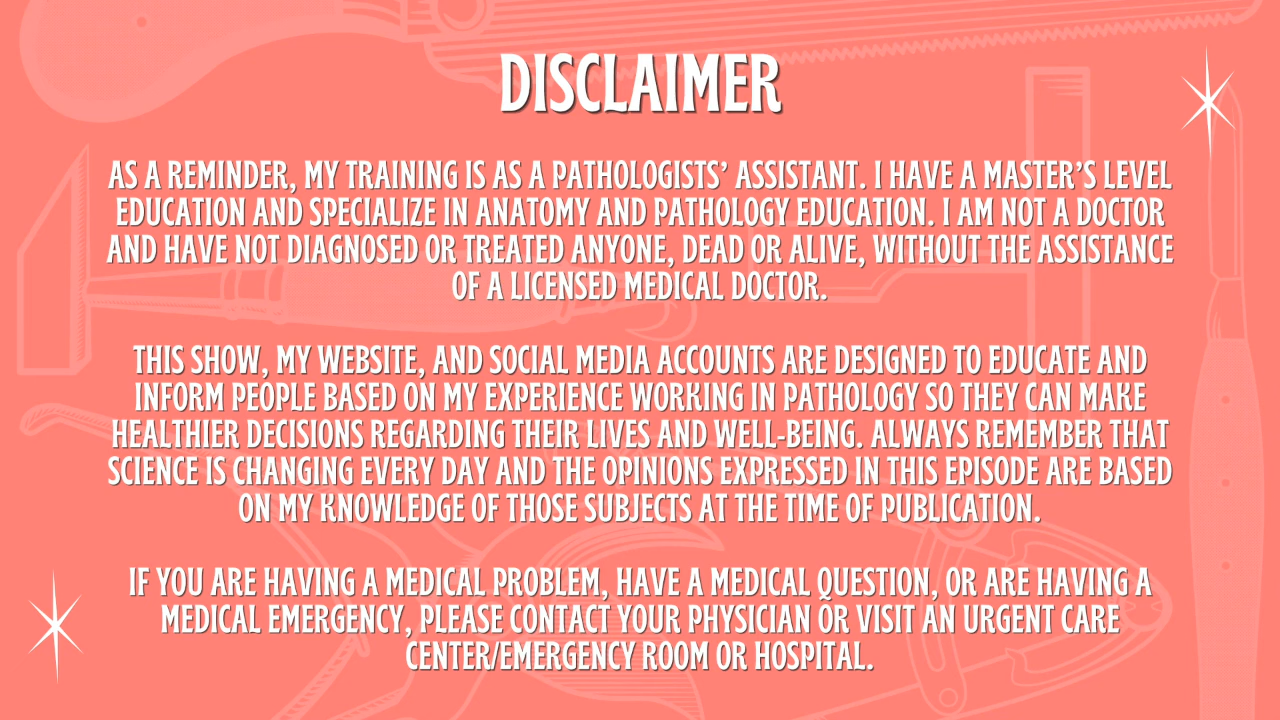 DISCLAIMER
AS A REMINDER, MY TRAINING IS AS A PATHOLOGISTS' ASSISTANT. I HAVE A MASTER'S LEVEL
EDUCATION AND SPECIALIZE IN ANATOMY AND PATHOLOGY EDUCATION. I AM NOT A DOCTOR
AND HAVE NOT DIAGNOSED OR TREATED ANYONE, DEAD OR ALIVE, WITHOUT THE ASSISTANCE
OF A LICENSED MEDICAL DOCTOR.
THIS SHOW, MY WEBSITE, AND SOCIAL MEDIA ACCOUNTS ARE DESIGNED TO EDUCATE AND
INFORM PEOPLE BASED ON MY EXPERIENCE WORKING IN PATHOLOGY SO THEY CAN MAKE
HEALTHIER DECISIONS REGARDING THEIR LIVES AND WELL-BEING. ALWAYS REMEMBER THAT
SCIENCE IS CHANGING EVERY DAY AND THE OPINIONS EXPRESSED IN THIS EPISODE ARE BASED
ON MY KNOWLEDGE OF THOSE SUBJECTS AT THE TIME OF PUBLICATION.
IF YOU ARE HAVING A MEDICAL PROBLEM, HAVE A MEDICAL QUESTION, OR ARE HAVING A
MEDICAL EMERGENCY, PLEASE CONTACT YOUR PHYSICIAN OR VISIT AN URGENT CARE
CENTER/EMERGENCY ROOM OR HOSPITAL.